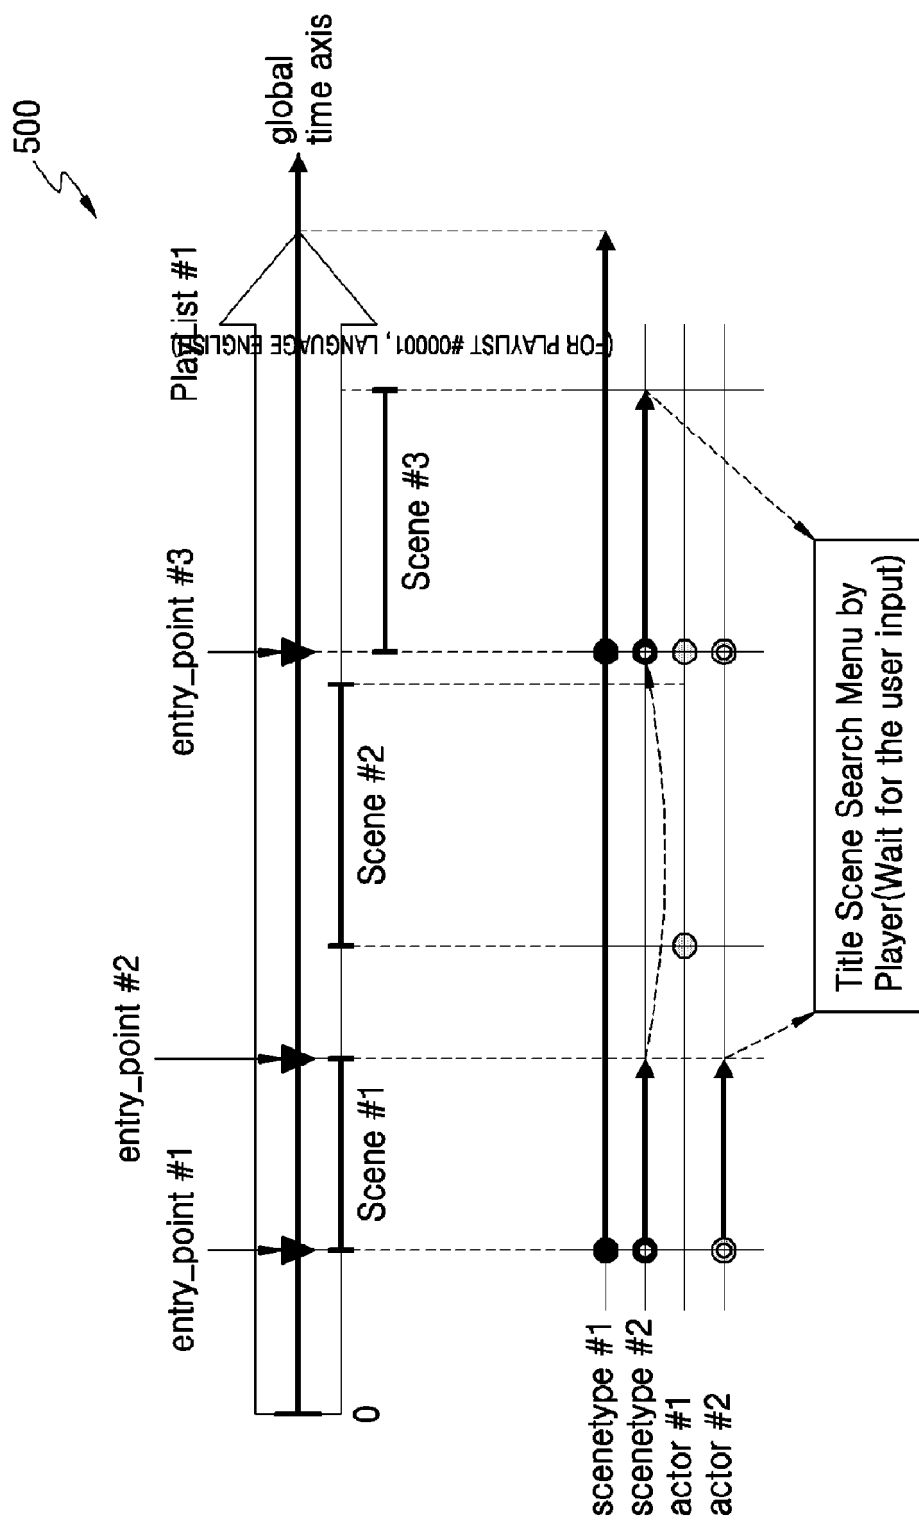 500
PlayList #1
global
time axis
entry_point #1
entry_point #2
entry_point #3
0
Scene #1
Scene #2
Scene #3
(FOR PLAYLIST #00001, LANGUAGE ENGLISH)
scenetype #1
scenetype #2
actor #1
actor #2
Title Scene Search Menu by
Player(Wait for the user input)